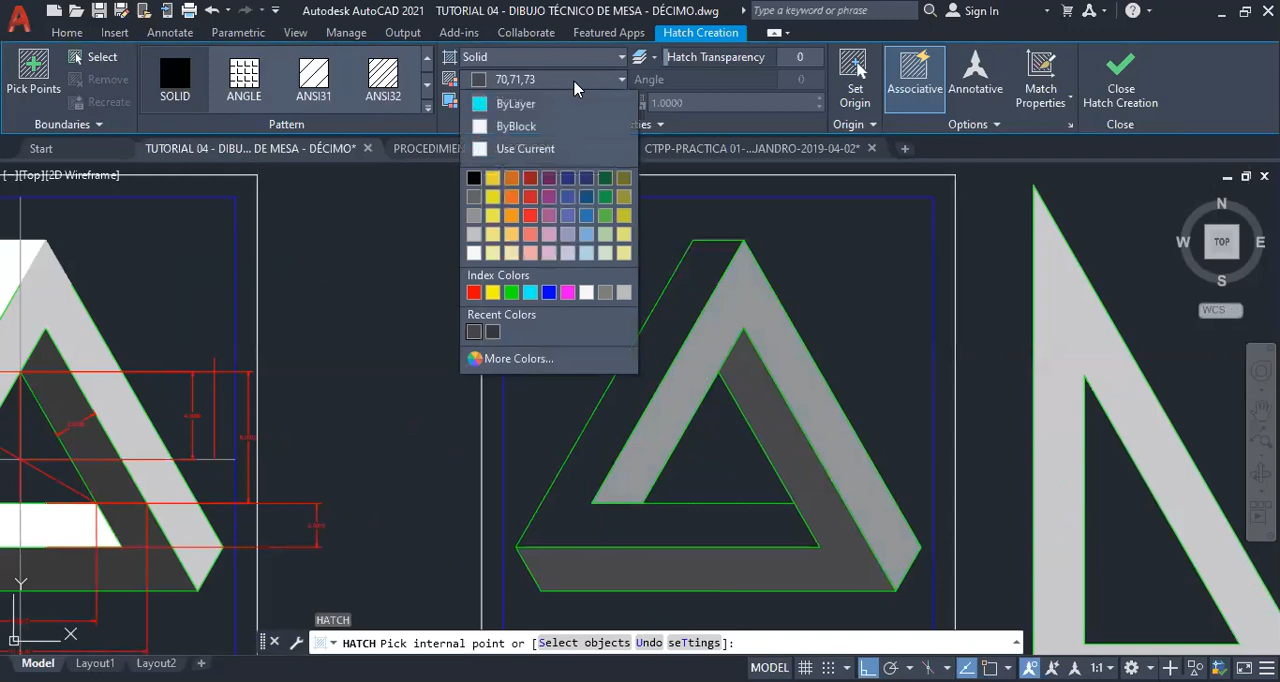 Autodesk AutoCAD 2021 TUTORIAL 04 - DIBUJO TÉCNICO DE MESA - DÉCIMO.dwg Type a keyword or phrase Sign In
Home Insert Annotate Parametric View Manage Output Add-ins Collaborate Featured Apps Hatch Creation
Pick Points
Select
Remove
Recreate
Boundaries
SOLID ANGLE ANSI31 ANSI32
Pattern
Solid
70,71,73
Hatch Transparency 0
Angle 0
1.0000
Set
Origin
Origin
Associative
Annotative
Match
Properties
Options
Close
Hatch Creation
Close
ByLayer
ByBlock
Use Current
Index Colors
Recent Colors
More Colors...
Start TUTORIAL 04 - DIBU... DE MESA - DÉCIMO* CTPP-PRACTICA 01-...JANDRO-2019-04-02*
[–][Top][2D Wireframe]
N
W TOP E
S
WCS
Y
X
HATCH
HATCH Pick internal point or [Select objects Undo seTtings]:
Model Layout1 Layout2 +
MODEL 1:1